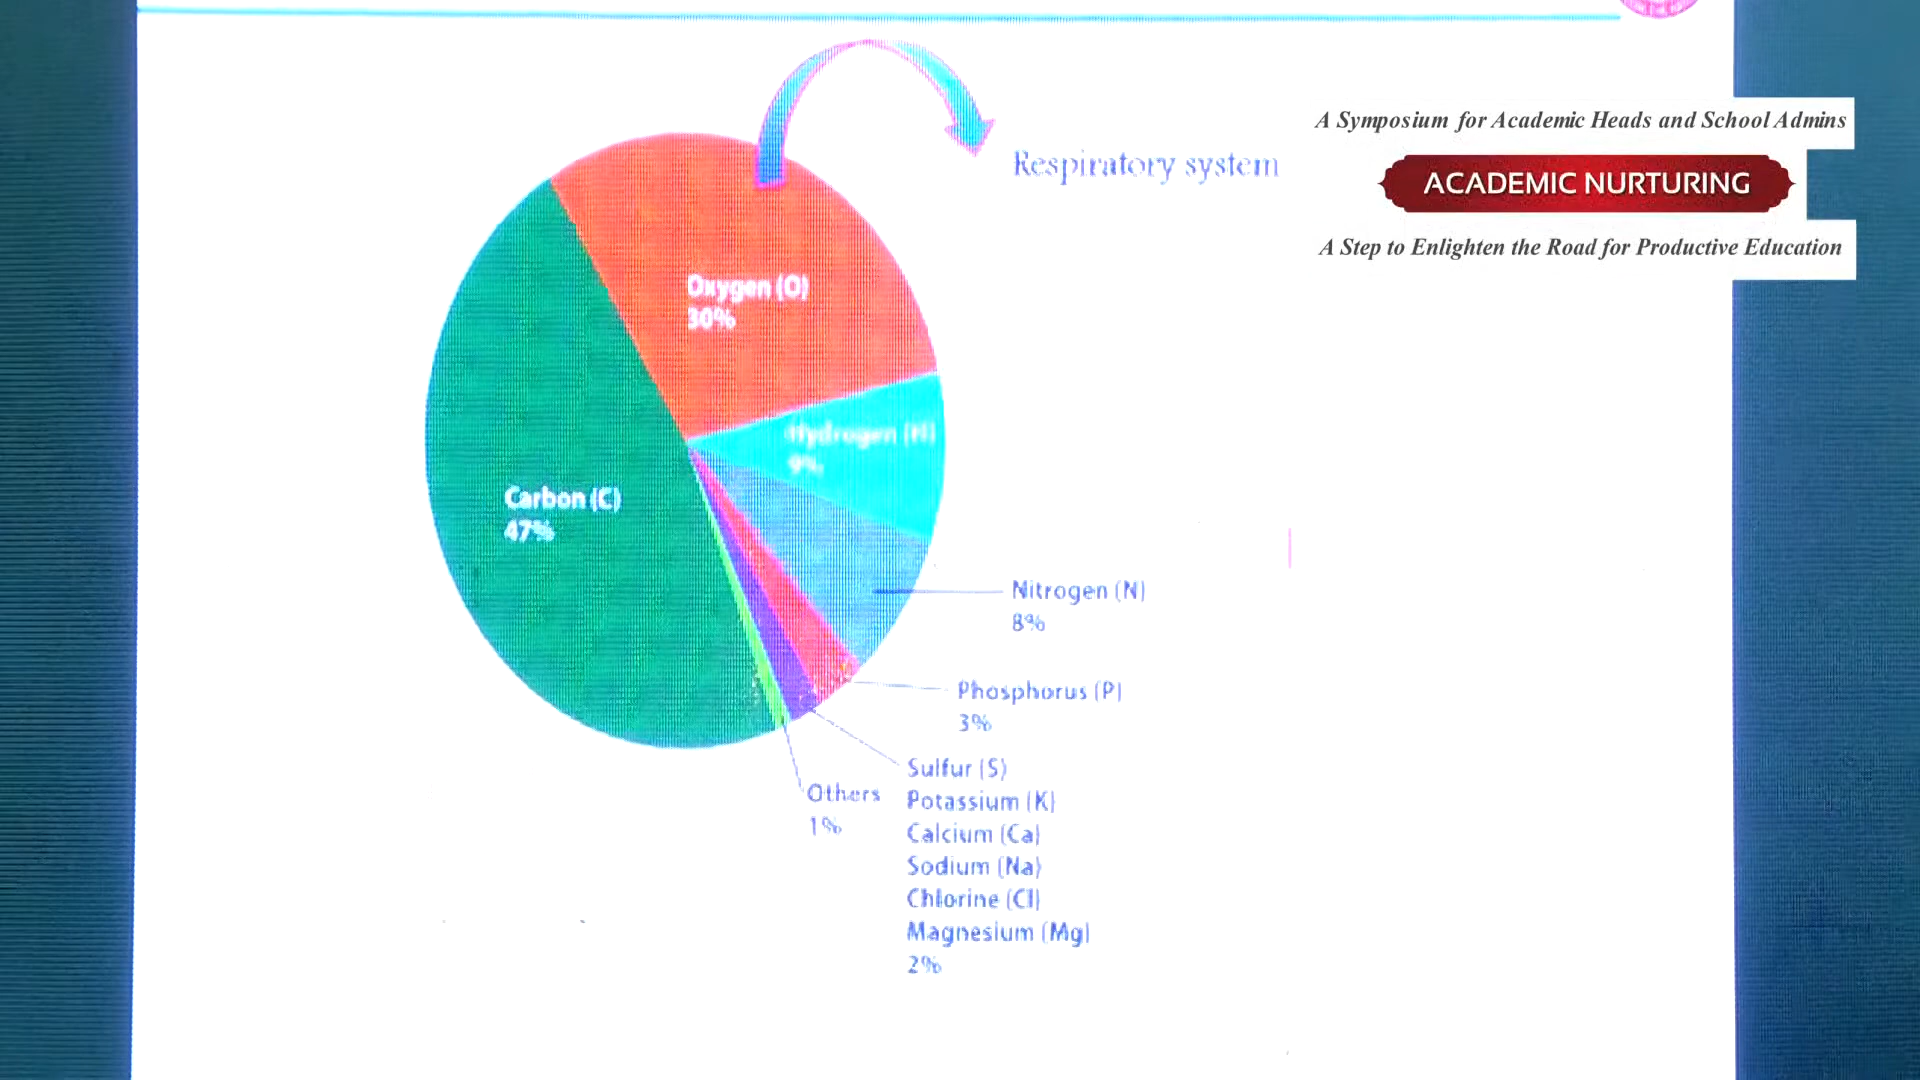 A Symposium for Academic Heads and School Admins
ACADEMIC NURTURING
A Step to Enlighten the Road for Productive Education
Respiratory system
Oxygen (O)
30%
Hydrogen (H)
9%
Carbon (C)
47%
Nitrogen (N)
8%
Phosphorus (P)
3%
Others
1%
Sulfur (S)
Potassium (K)
Calcium (Ca)
Sodium (Na)
Chlorine (Cl)
Magnesium (Mg)
2%